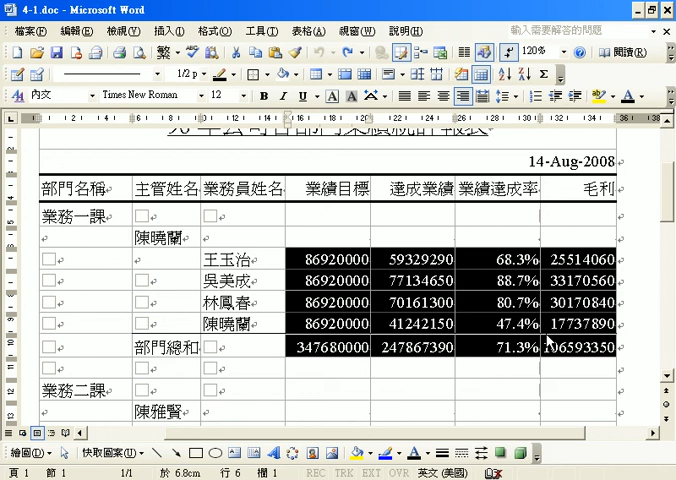 4-1.doc - Microsoft Word
檔案(F) 編輯(E) 檢視(V) 插入(I) 格式(O) 工具(T) 表格(A) 視窗(W) 說明(H) 輸入需要解答的問題
繁 120% 閱讀(R)
1/2 p
內文 Times New Roman 12 B I U A A
14-Aug-2008
部門名稱 主管姓名 業務員姓名 業績目標 達成業績 業績達成率 毛利
業務一課
陳曉蘭
王玉治 86920000 59329290 68.3% 25514060
吳美成 86920000 77134650 88.7% 33170560
林鳳春 86920000 70161300 80.7% 30170840
陳曉蘭 86920000 41242150 47.4% 17737890
部門總和 347680000 247867390 71.3% 106593350
業務二課
陳雅賢
繪圖(D) 快取圖案(U)
頁 1 節 1 1/1 於 6.8cm 行 6 欄 1 REC TRK EXT OVR 英文 (美國)